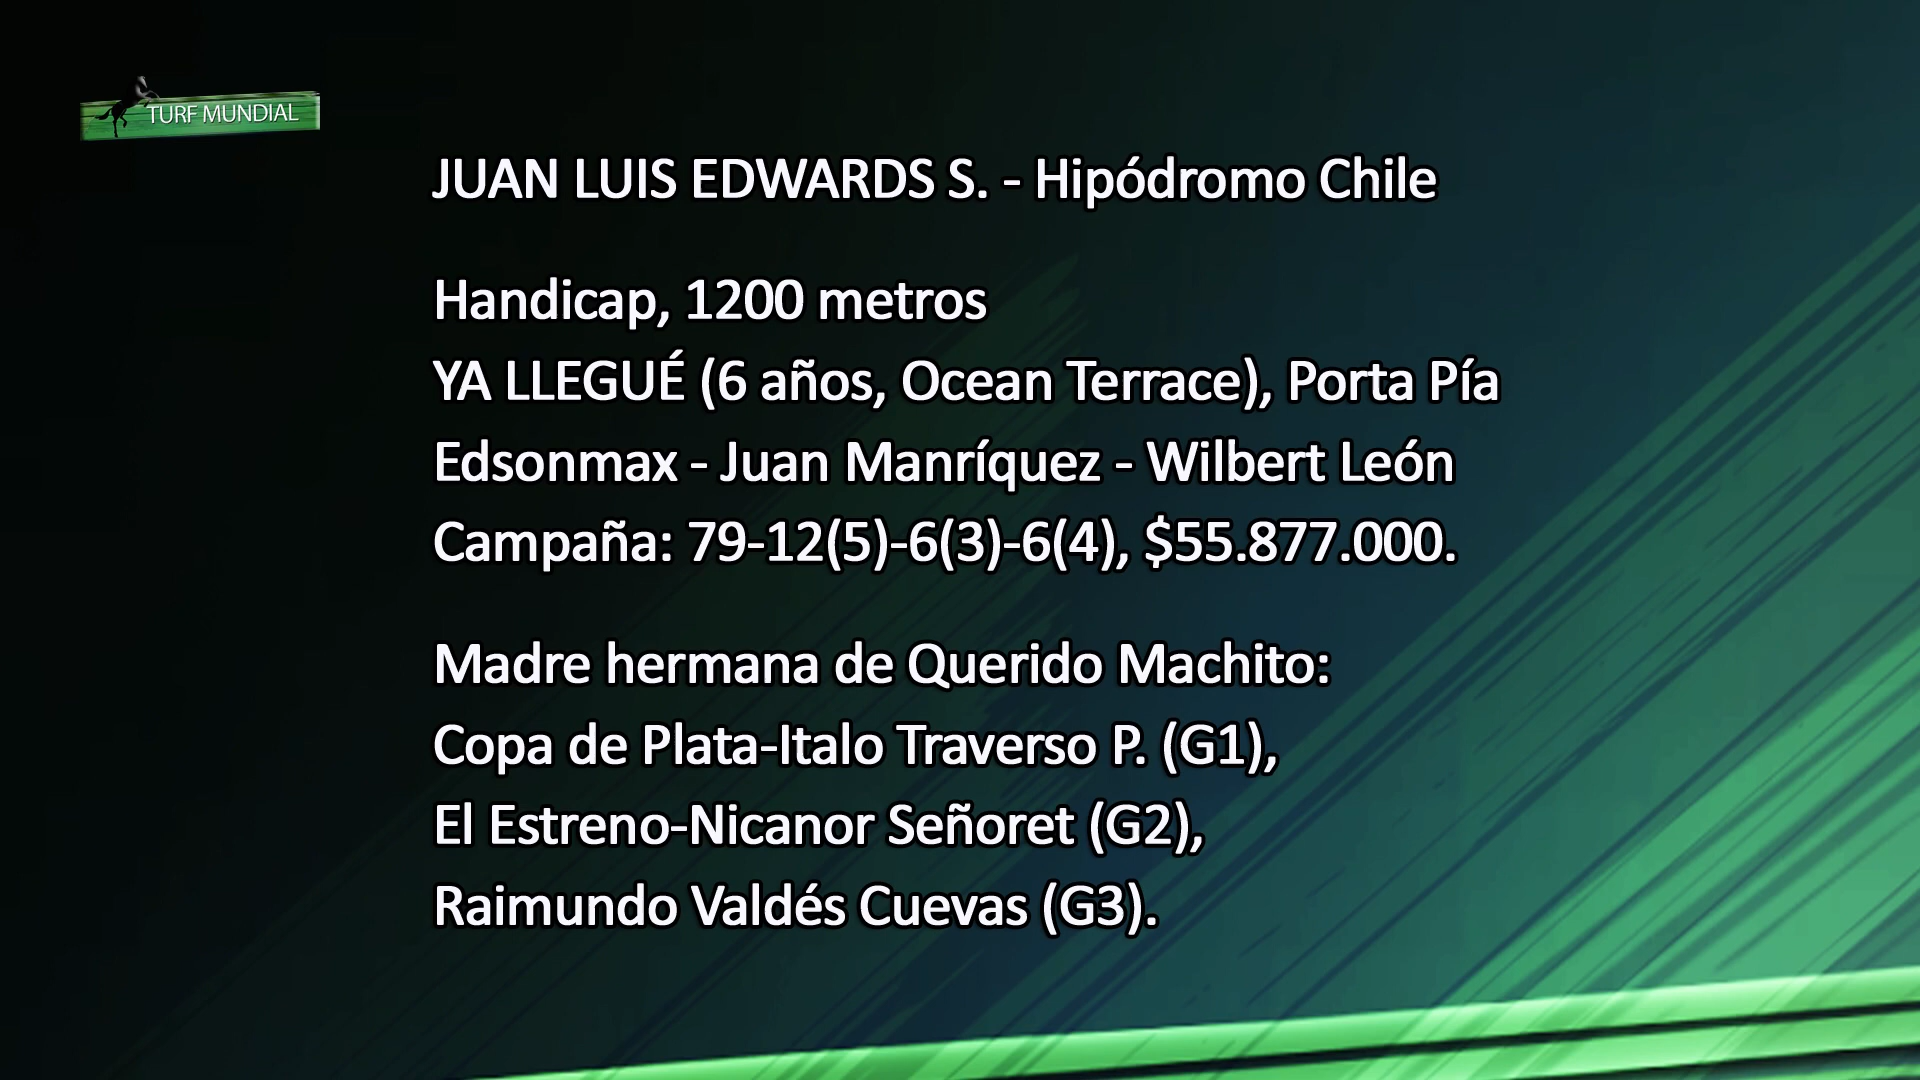 TURF MUNDIAL
JUAN LUIS EDWARDS S. - Hipódromo Chile
Handicap, 1200 metros
YA LLEGUÉ (6 años, Ocean Terrace), Porta Pía
Edsonmax - Juan Manríquez - Wilbert León
Campaña: 79-12(5)-6(3)-6(4), $55.877.000.
Madre hermana de Querido Machito:
Copa de Plata-Italo Traverso P. (G1),
El Estreno-Nicanor Señoret (G2),
Raimundo Valdés Cuevas (G3).